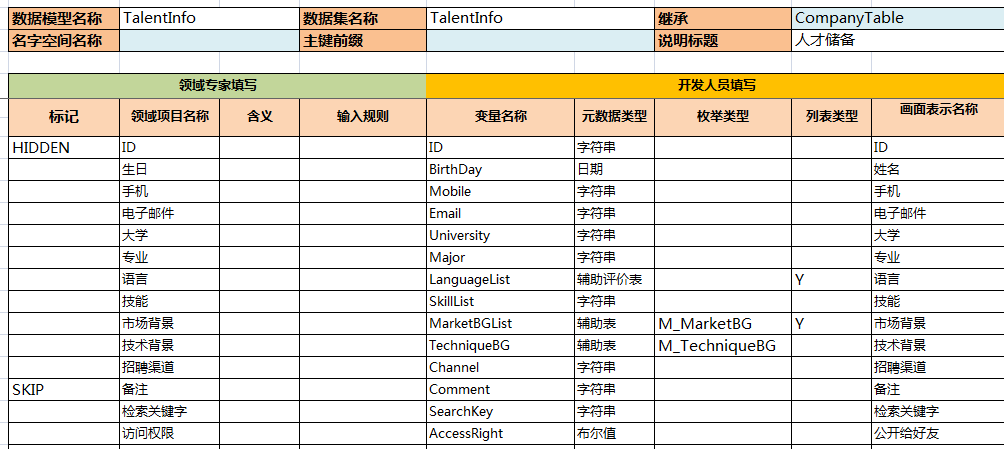 数据模型名称 TalentInfo 数据集名称 TalentInfo 继承 CompanyTable
名字空间名称 主键前缀 说明标题 人才储备
领域专家填写 开发人员填写
标记 领域项目名称 含义 输入规则 变量名称 元数据类型 枚举类型 列表类型 画面表示名称
HIDDEN ID ID 字符串 ID
生日 BirthDay 日期 姓名
手机 Mobile 字符串 手机
电子邮件 Email 字符串 电子邮件
大学 University 字符串 大学
专业 Major 字符串 专业
语言 LanguageList 辅助评价表 Y 语言
技能 SkillList 字符串 技能
市场背景 MarketBGList 辅助表 M_MarketBG Y 市场背景
技术背景 TechniqueBG 辅助表 M_TechniqueBG 技术背景
招聘渠道 Channel 字符串 招聘渠道
SKIP 备注 Comment 字符串 备注
检索关键字 SearchKey 字符串 检索关键字
访问权限 AccessRight 布尔值 公开给好友